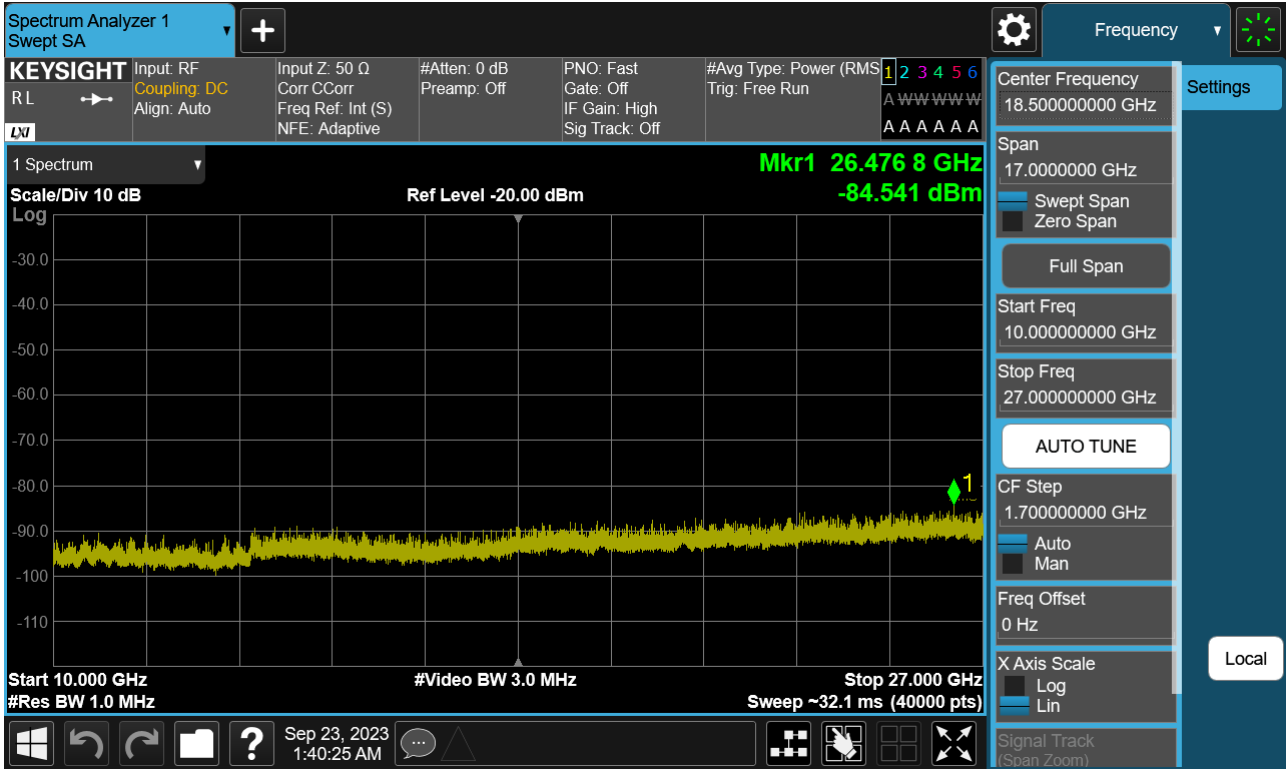 Spectrum Analyzer 1
Swept SA
Frequency
KEYSIGHT
R L
LXI
Input: RF
Coupling: DC
Align: Auto
Input Z: 50 Ω
Corr CCorr
Freq Ref: Int (S)
NFE: Adaptive
#Atten: 0 dB
Preamp: Off
PNO: Fast
Gate: Off
IF Gain: High
Sig Track: Off
#Avg Type: Power (RMS
Trig: Free Run
1 2 3 4 5 6
A W W W W W
A A A A A A
1 Spectrum
Mkr1 26.476 8 GHz
Scale/Div 10 dB
Ref Level -20.00 dBm
-84.541 dBm
Log
-30.0
-40.0
-50.0
-60.0
-70.0
-80.0
1
-90.0
-100
-110
Start 10.000 GHz
#Video BW 3.0 MHz
Stop 27.000 GHz
#Res BW 1.0 MHz
Sweep ~32.1 ms (40000 pts)
Center Frequency
18.500000000 GHz
Settings
Span
17.0000000 GHz
Swept Span
Zero Span
Full Span
Start Freq
10.000000000 GHz
Stop Freq
27.000000000 GHz
AUTO TUNE
CF Step
1.700000000 GHz
Auto
Man
Freq Offset
0 Hz
X Axis Scale
Log
Lin
Local
Signal Track
(Span Zoom)
?
Sep 23, 2023
1:40:25 AM